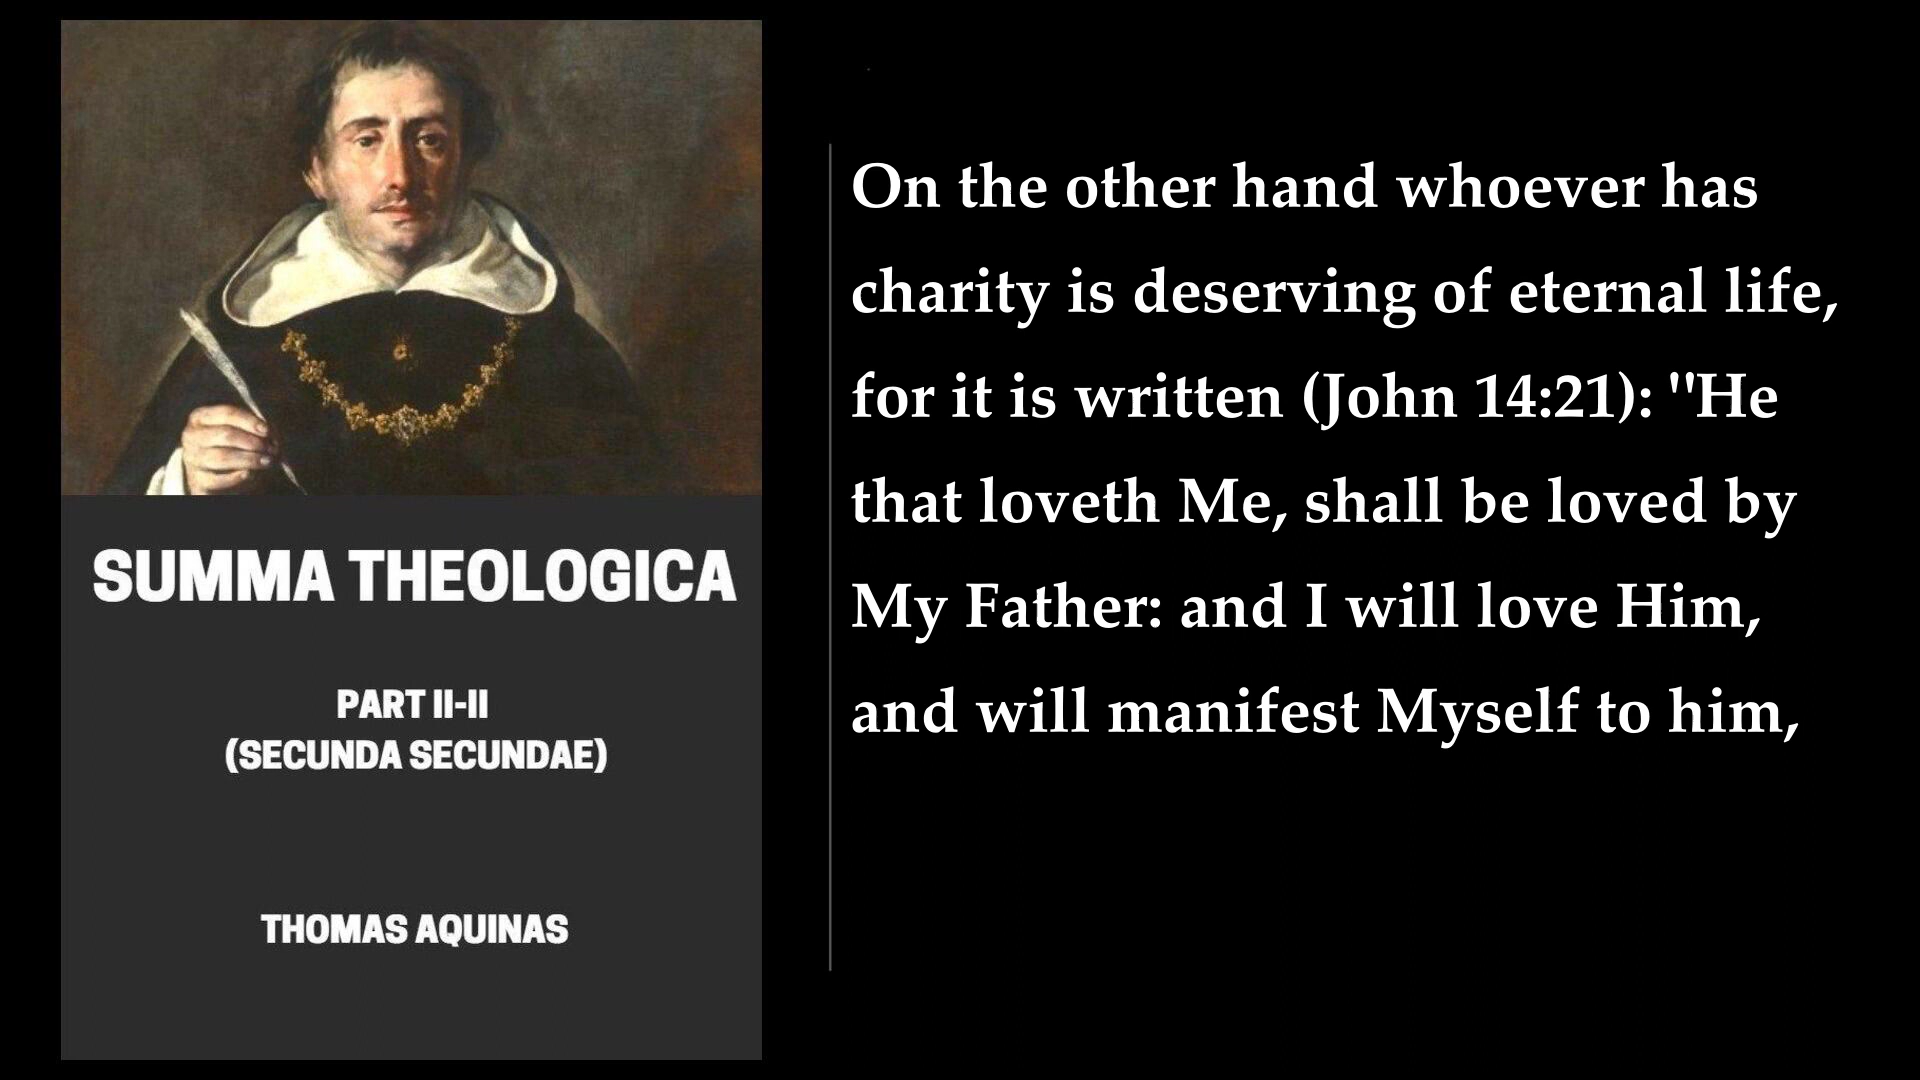 SUMMA THEOLOGICA
PART II-II
(SECUNDA SECUNDAE)
THOMAS AQUINAS
On the other hand whoever has
charity is deserving of eternal life,
for it is written (John 14:21): "He
that loveth Me, shall be loved by
My Father: and I will love Him,
and will manifest Myself to him,